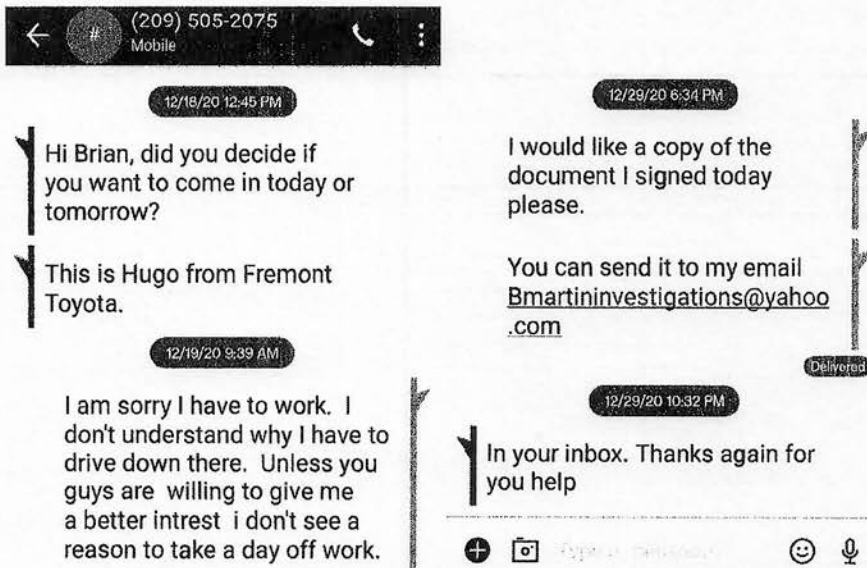 (209) 505-2075
#
Mobile
12/18/20 12:45 PM
Hi Brian, did you decide if
you want to come in today or
tomorrow?
This is Hugo from Fremont
Toyota.
12/19/20 9:39 AM
I am sorry I have to work. I
don't understand why I have to
drive down there. Unless you
guys are willing to give me
a better intrest i don't see a
reason to take a day off work.
12/29/20 6:34 PM
I would like a copy of the
document I signed today
please.
You can send it to my email
Bmartininvestigations@yahoo
.com
Delivered
12/29/20 10:32 PM
In your inbox. Thanks again for
you help